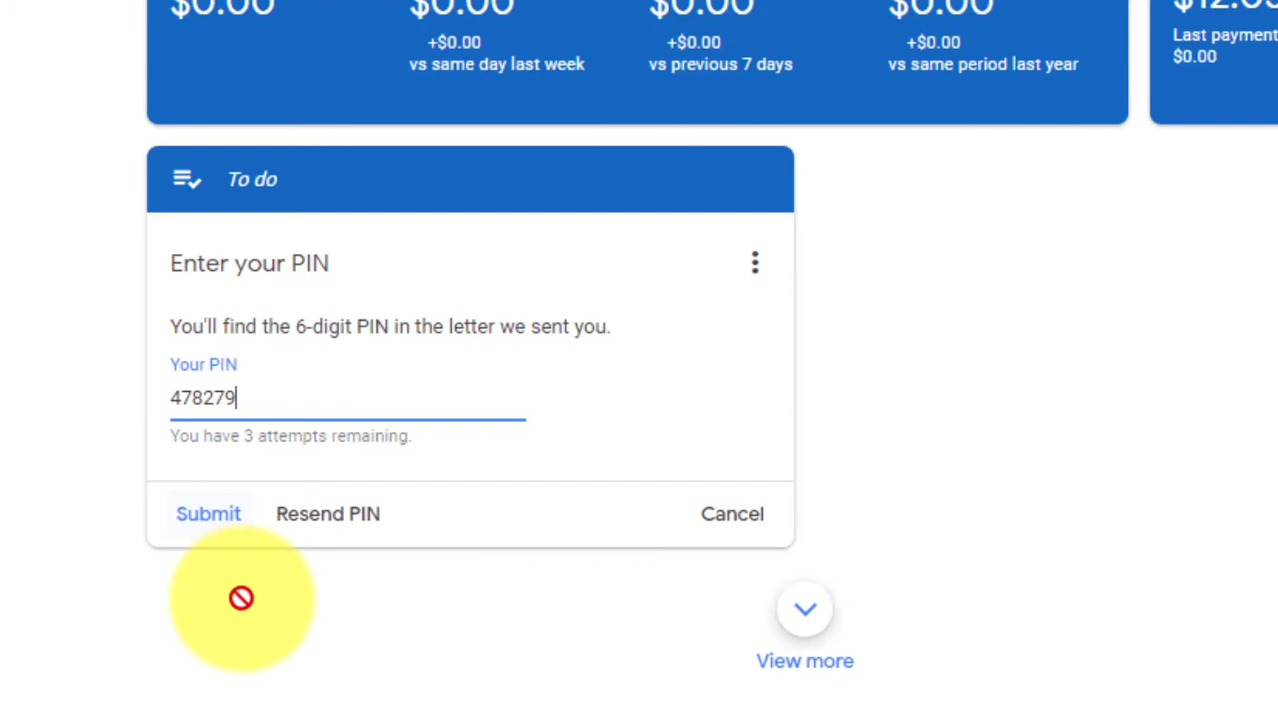 $0.00 $0.00 $0.00 $0.00
+$0.00 +$0.00 +$0.00 Last payment
vs same day last week vs previous 7 days vs same period last year $0.00
To do
Enter your PIN
You'll find the 6-digit PIN in the letter we sent you.
Your PIN
478279
You have 3 attempts remaining.
Submit Resend PIN Cancel
View more